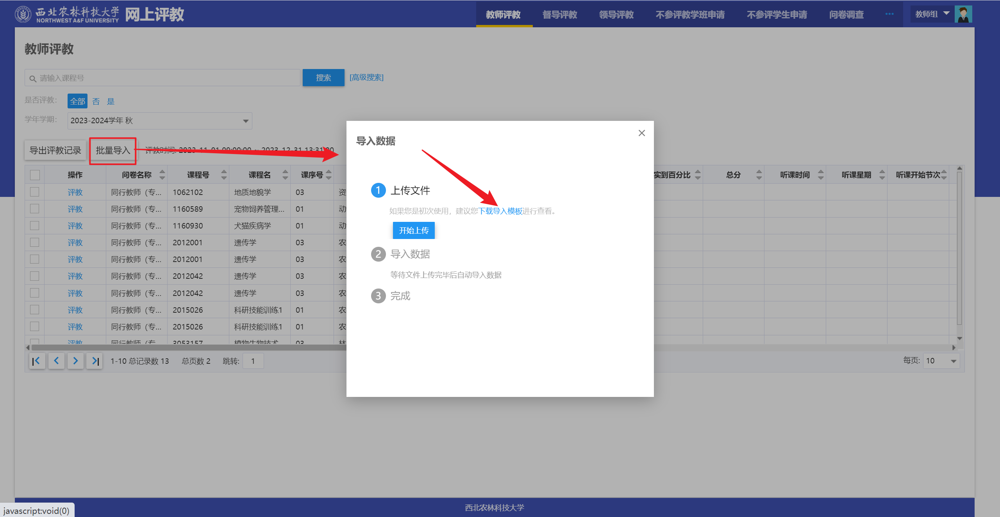 西北农林科技大学 网上评教
NORTHWEST A&F UNIVERSITY
教师评教 督导评教 领导评教 不参评教学班申请 不参评学生申请 问卷调查 ••• 教师组
教师评教
请输入课程号 搜索 [高级搜索]
是否评教: 全部 否 是
学年学期: 2023-2024学年 秋
导出评教记录 批量导入 评教时间: 2023-11-01 09:00:00 ~ 2023-12-31 13:31:00
操作 问卷名称 课程号 课程名 课序号 实到百分比 总分 听课时间 听课星期 听课开始节次
评教 同行教师（专... 1062102 地质地貌学 03 资
评教 同行教师（专... 1160589 宠物饲养管理... 01 动
评教 同行教师（专... 1160930 犬猫疾病学 01 动
评教 同行教师（专... 2012001 遗传学 03 农
评教 同行教师（专... 2012001 遗传学 03 农
评教 同行教师（专... 2012042 遗传学 03 农
评教 同行教师（专... 2012042 遗传学 03 农
评教 同行教师（专... 2015026 科研技能训练1 01 农
评教 同行教师（专... 2015026 科研技能训练1 01 农
评教 同行教师（专 3053157 植物生物技术 03 林
1-10 总记录数 13 总页数 2 跳转: 1 每页: 10
导入数据
1 上传文件
如果您是初次使用，建议您下载导入模板进行查看。
开始上传
2 导入数据
等待文件上传完毕后自动导入数据
3 完成
西北农林科技大学
javascript:void(0)